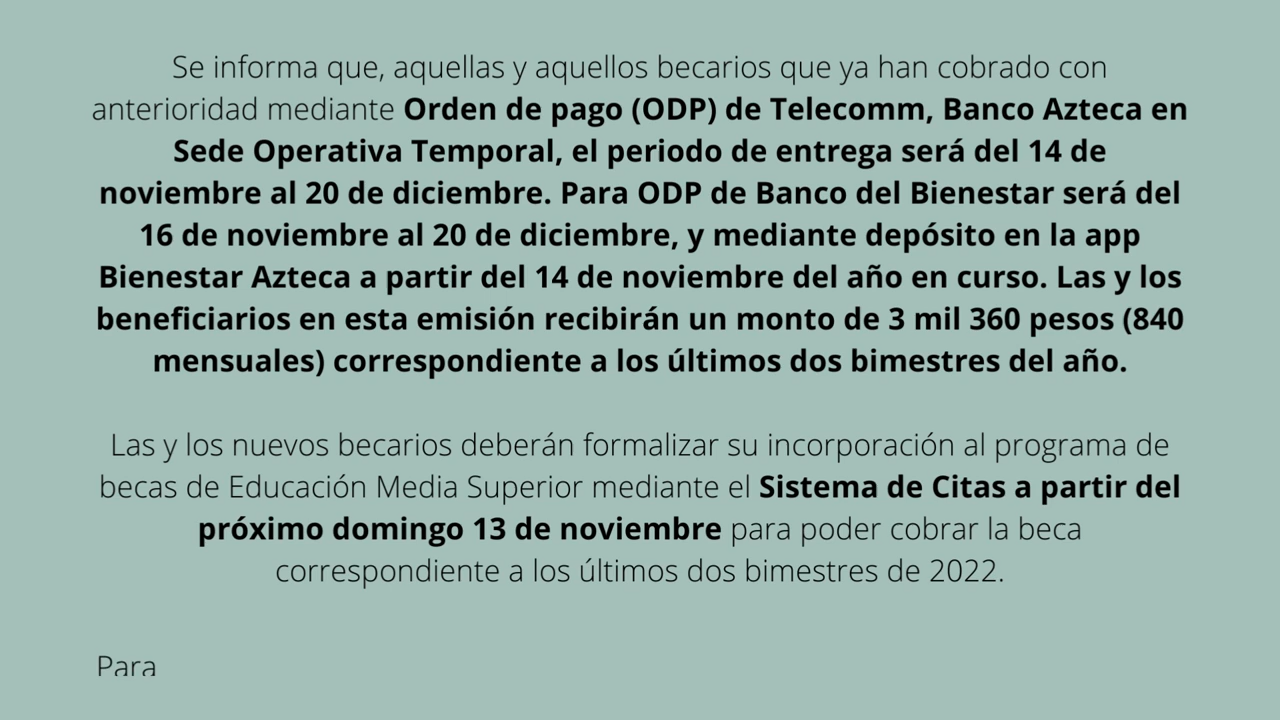 Se informa que, aquellas y aquellos becarios que ya han cobrado con
anterioridad mediante Orden de pago (ODP) de Telecomm, Banco Azteca en
Sede Operativa Temporal, el periodo de entrega será del 14 de
noviembre al 20 de diciembre. Para ODP de Banco del Bienestar será del
16 de noviembre al 20 de diciembre, y mediante depósito en la app
Bienestar Azteca a partir del 14 de noviembre del año en curso. Las y los
beneficiarios en esta emisión recibirán un monto de 3 mil 360 pesos (840
mensuales) correspondiente a los últimos dos bimestres del año.
Las y los nuevos becarios deberán formalizar su incorporación al programa de
becas de Educación Media Superior mediante el Sistema de Citas a partir del
próximo domingo 13 de noviembre para poder cobrar la beca
correspondiente a los últimos dos bimestres de 2022.
Para